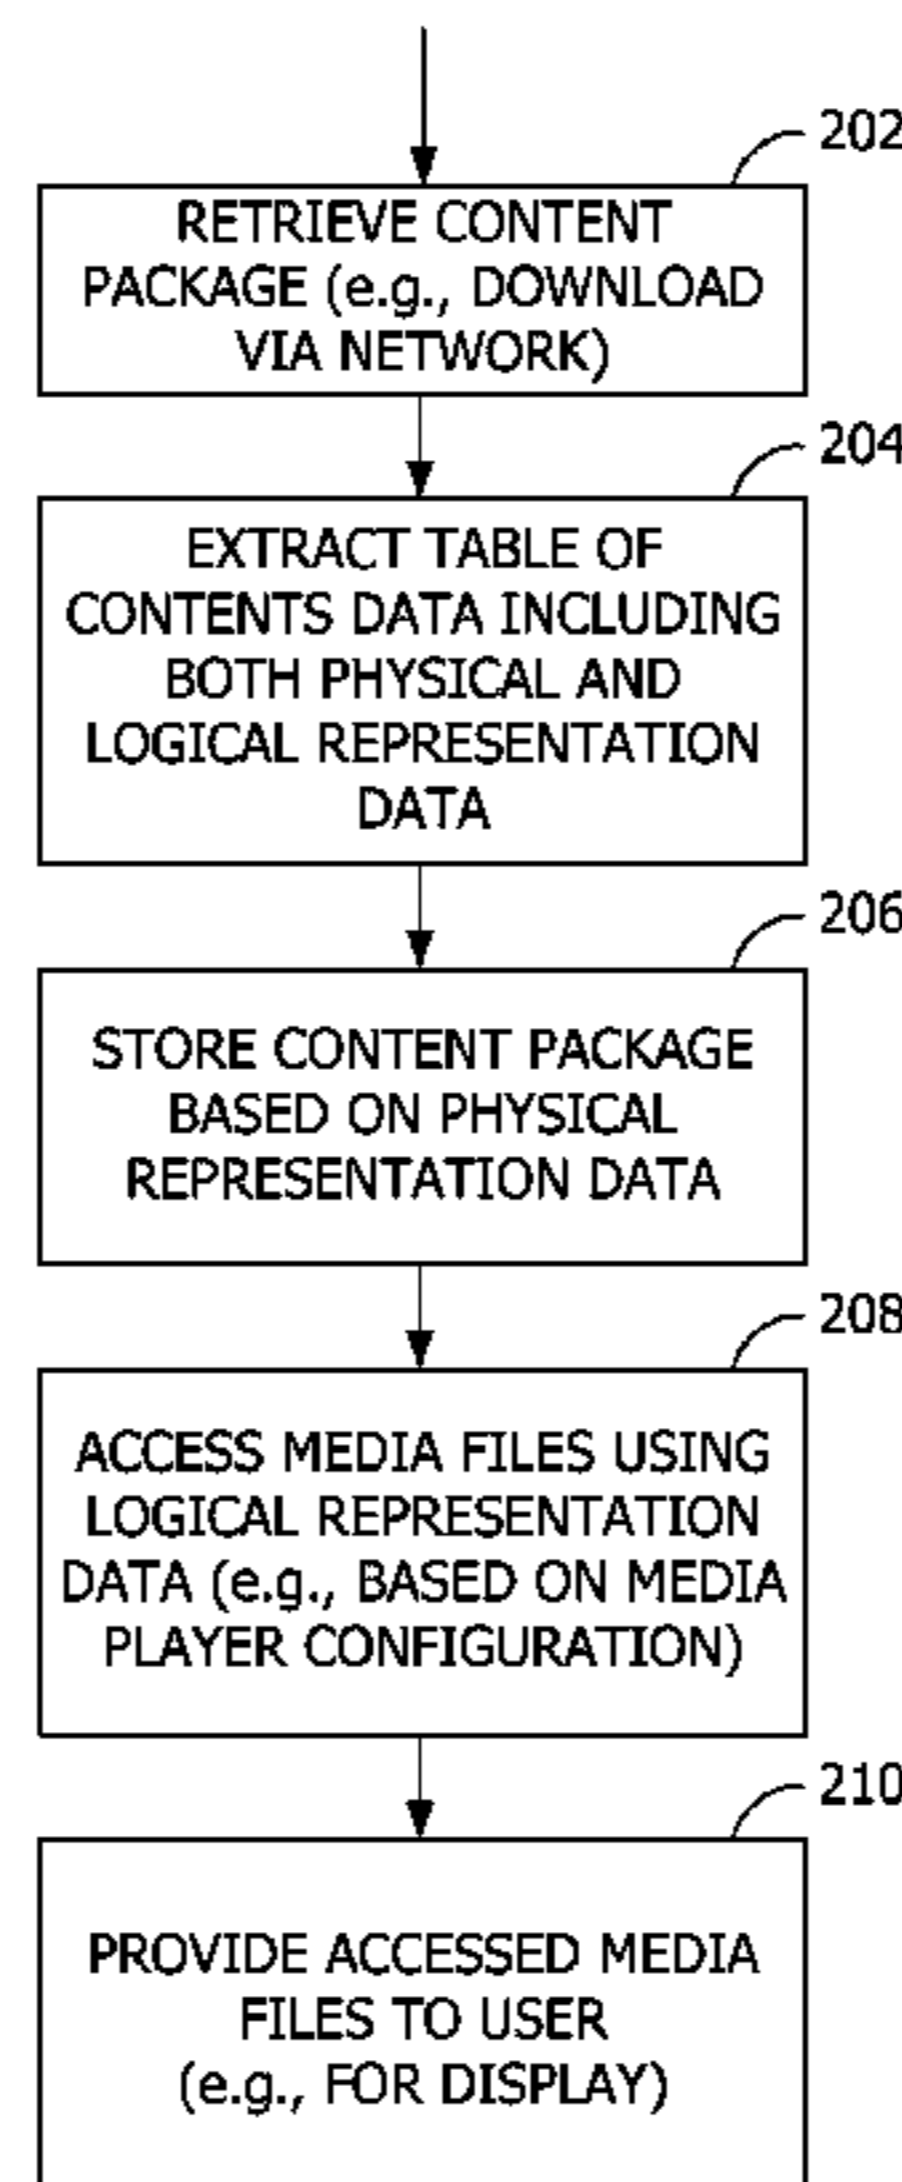 202
RETRIEVE CONTENT
PACKAGE (e.g., DOWNLOAD
VIA NETWORK)
204
EXTRACT TABLE OF
CONTENTS DATA INCLUDING
BOTH PHYSICAL AND
LOGICAL REPRESENTATION
DATA
206
STORE CONTENT PACKAGE
BASED ON PHYSICAL
REPRESENTATION DATA
208
ACCESS MEDIA FILES USING
LOGICAL REPRESENTATION
DATA (e.g., BASED ON MEDIA
PLAYER CONFIGURATION)
210
PROVIDE ACCESSED MEDIA
FILES TO USER
(e.g., FOR DISPLAY)